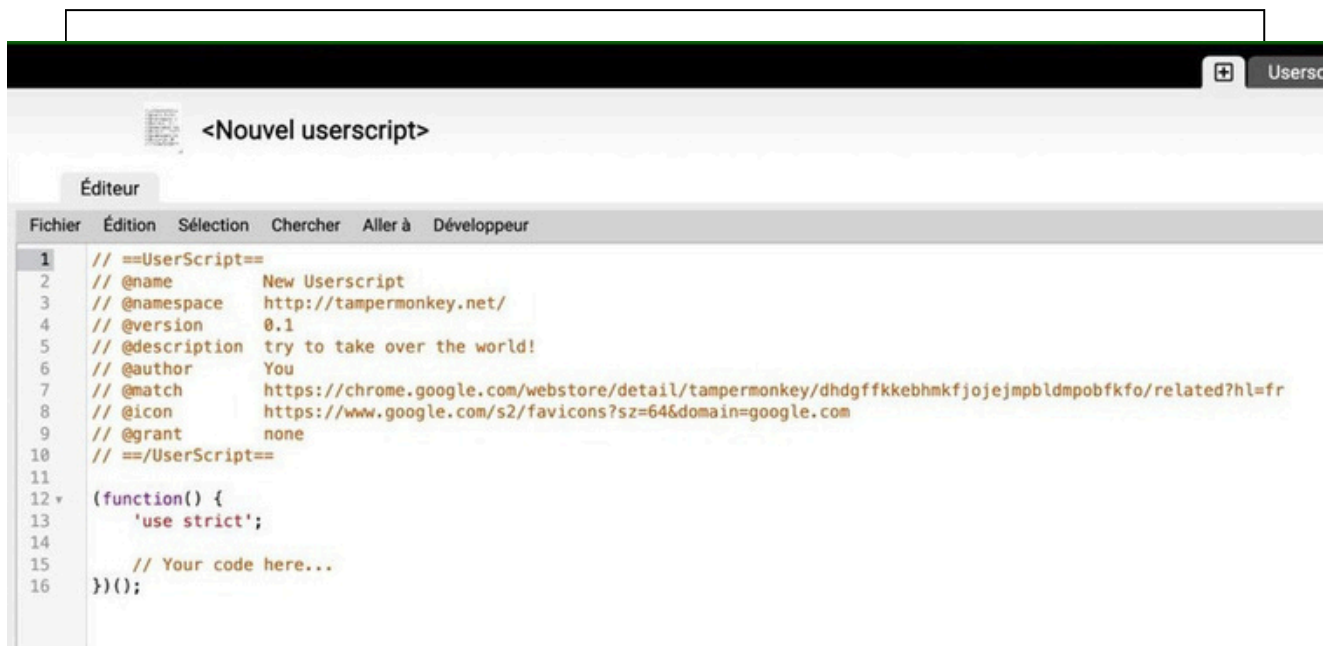 Usersc
<Nouvel userscript>
Éditeur
Fichier Édition Sélection Chercher Aller à Développeur
1 // ==UserScript==
2 // @name New Userscript
3 // @namespace http://tampermonkey.net/
4 // @version 0.1
5 // @description try to take over the world!
6 // @author You
7 // @match https://chrome.google.com/webstore/detail/tampermonkey/dhdgffkkebhmkfjojejmpbldmpobfkfo/related?hl=fr
8 // @icon https://www.google.com/s2/favicons?sz=64&domain=google.com
9 // @grant none
10 // ==/UserScript==
11
12 (function() {
13 'use strict';
14
15 // Your code here...
16 })();